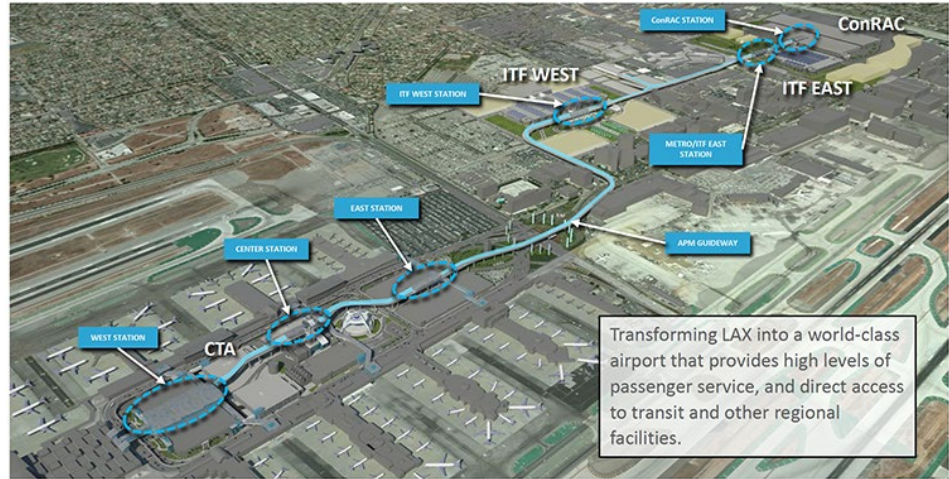 ConRAC STATION
ConRAC
ITF WEST
ITF WEST STATION
ITF EAST
METRO/ITF EAST
STATION
EAST STATION
APM GUIDEWAY
CENTER STATION
WEST STATION
CTA
Transforming LAX into a world-class
airport that provides high levels of
passenger service, and direct access
to transit and other regional
facilities.